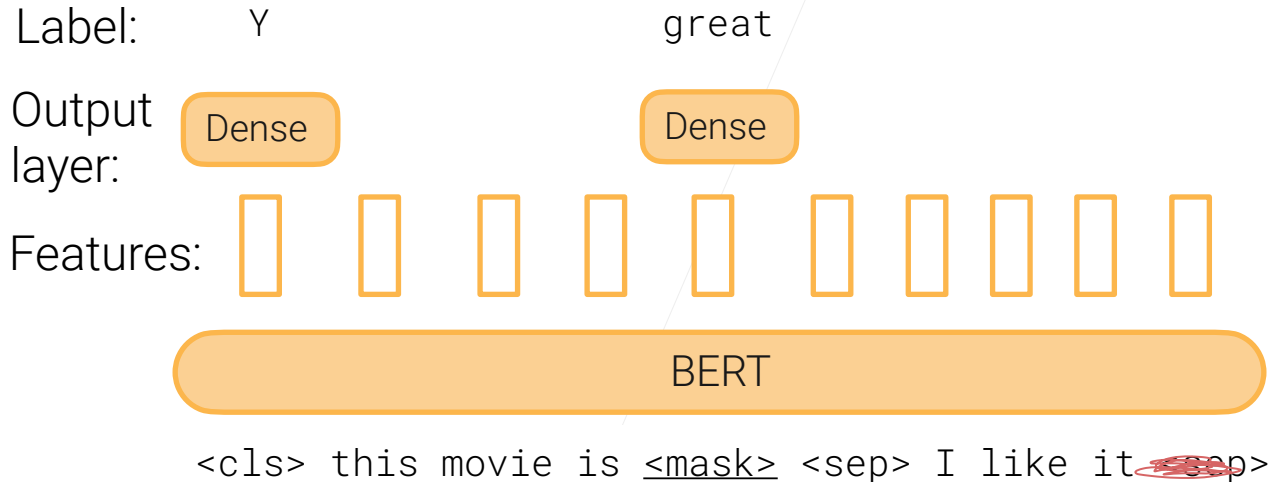 Label: Y great
Output layer:
Dense Dense
Features:
BERT
<cls> this movie is <mask> <sep> I like it